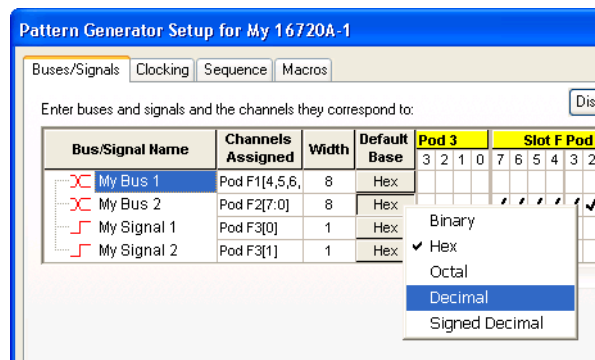 Pattern Generator Setup for My 16720A-1
Buses/Signals Clocking Sequence Macros
Enter buses and signals and the channels they correspond to: Dis
Bus/Signal Name Channels Assigned Width Default Base Pod 3 Slot F Pod
3 2 1 0 7 6 5 4 3 2
My Bus 1 Pod F1[4,5,6, 8 Hex
My Bus 2 Pod F2[7:0] 8 Hex
My Signal 1 Pod F3[0] 1 Hex
My Signal 2 Pod F3[1] 1 Hex
Binary
Hex
Octal
Decimal
Signed Decimal